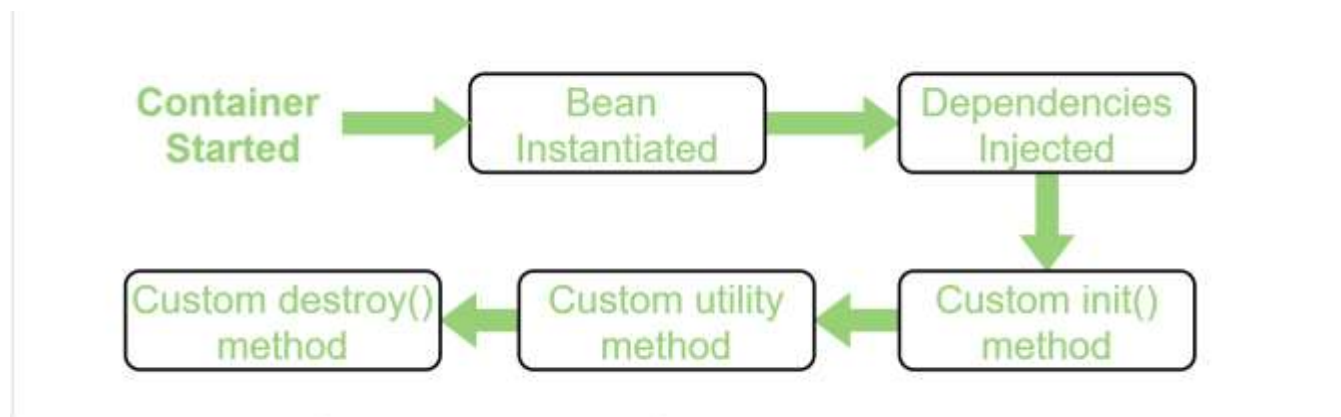 Container
Started
Bean
Instantiated
Dependencies
Injected
Custom init()
method
Custom utility
method
Custom destroy()
method